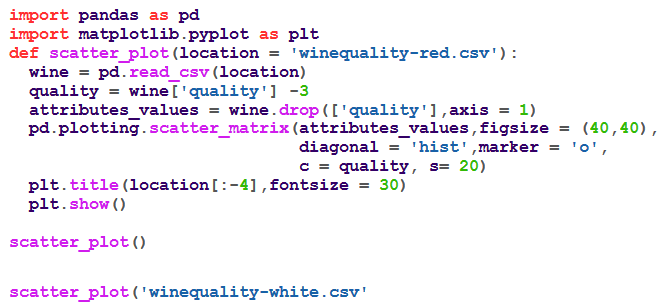 import pandas as pd
import matplotlib.pyplot as plt
def scatter_plot(location = 'winequality-red.csv'):
  wine = pd.read_csv(location)
  quality = wine['quality'] -3
  attributes_values = wine.drop(['quality'],axis = 1)
  pd.plotting.scatter_matrix(attributes_values,figsize = (40,40),
                             diagonal = 'hist',marker = 'o',
                             c = quality, s= 20)
  plt.title(location[:-4],fontsize = 30)
  plt.show()
scatter_plot()
scatter_plot('winequality-white.csv'